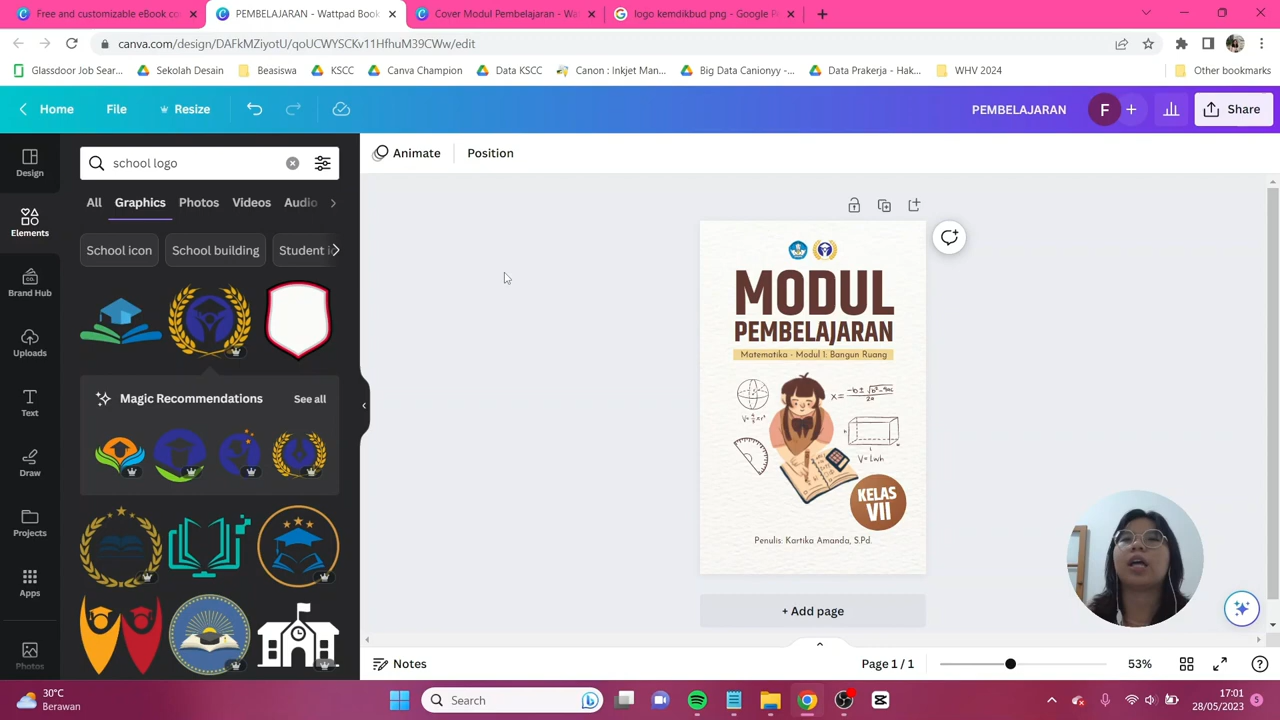 Free and customizable eBook co
PEMBELAJARAN - Wattpad Book
Cover Modul Pembelajaran - Wa
logo kemdikbud png - Google P
canva.com/design/DAFkMZiyotU/qoUCWYSCKv11HfhuM39CWw/edit
Glassdoor Job Sear...
Sekolah Desain
Beasiswa
KSCC
Canva Champion
Data KSCC
Canon : Inkjet Man...
Big Data Canionyy -...
Data Prakerja - Hak...
WHV 2024
Other bookmarks
Home
File
Resize
PEMBELAJARAN
F
Share
Design
Elements
Brand Hub
Uploads
Text
Draw
Projects
Apps
Photos
school logo
All
Graphics
Photos
Videos
Audio
School icon
School building
Student i
Magic Recommendations
See all
Animate
Position
MODUL
PEMBELAJARAN
Matematika - Modul 1: Bangun Ruang
KELAS
VII
Penulis: Kartika Amanda, S.Pd.
+ Add page
Notes
Page 1 / 1
53%
30°C
Berawan
Search
17:01
28/05/2023
5